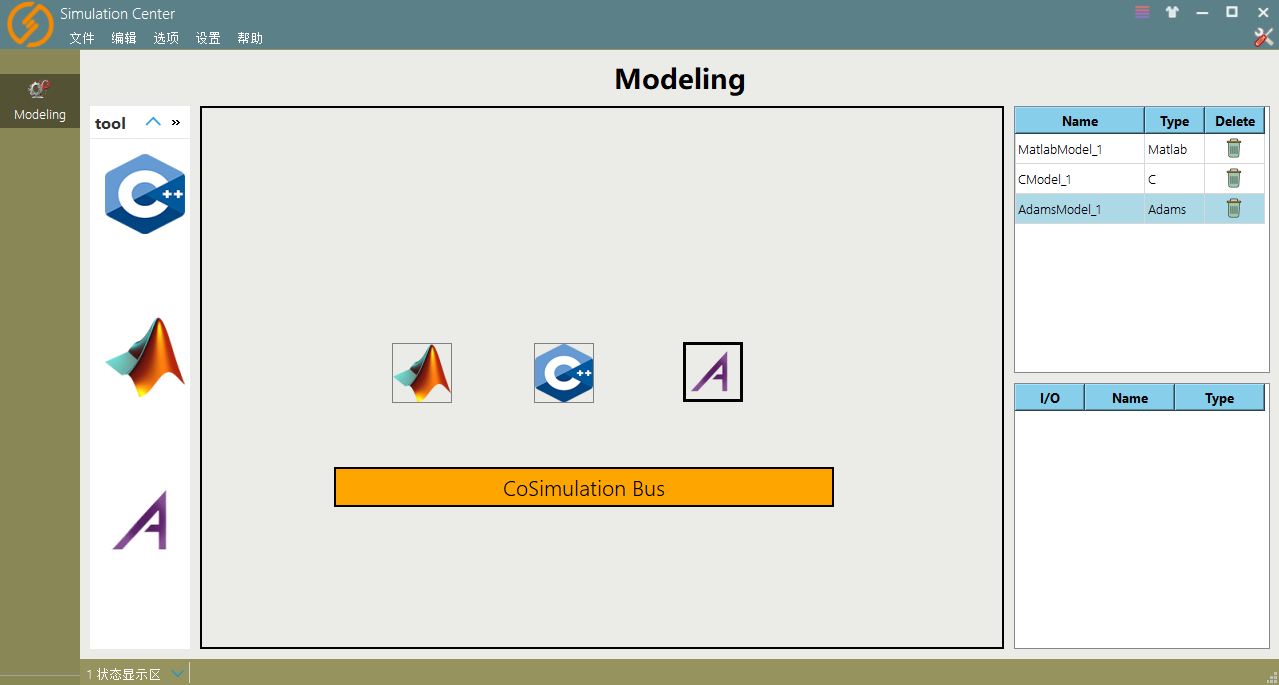 Simulation Center
文件 编辑 选项 设置 帮助
Modeling
Modeling
tool »
C ++
C ++
CoSimulation Bus
Name Type Delete
MatlabModel_1 Matlab
CModel_1 C
AdamsModel_1 Adams
I/O Name Type
1 状态显示区